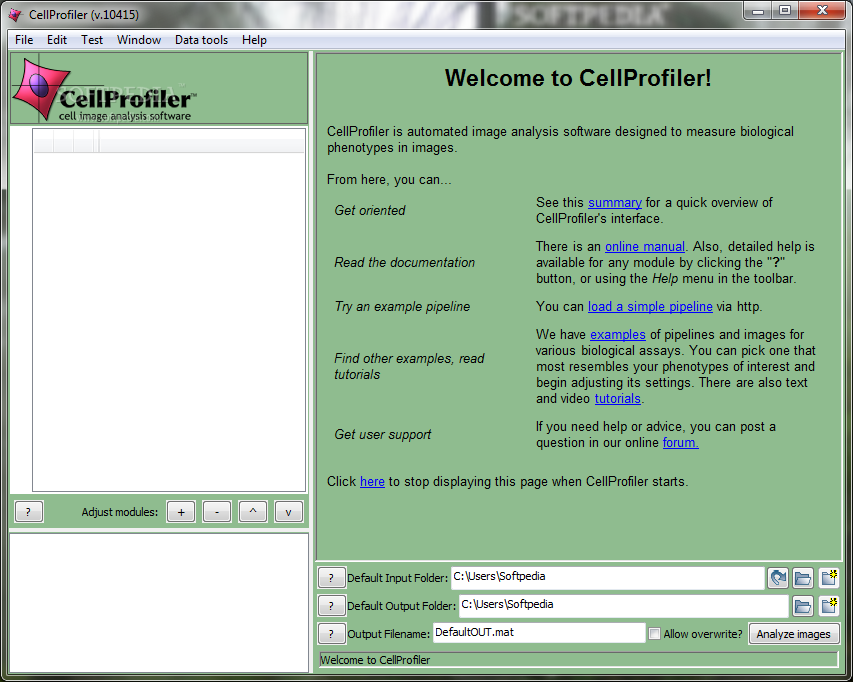 SOFTPEDIA
CellProfiler (v.10415)
File Edit Test Window Data tools Help
CellProfiler™
cell image analysis software
Welcome to CellProfiler!
CellProfiler is automated image analysis software designed to measure biological
phenotypes in images.
From here, you can...
Get oriented
See this summary for a quick overview of
CellProfiler's interface.
Read the documentation
There is an online manual. Also, detailed help is
available for any module by clicking the "?"
button, or using the Help menu in the toolbar.
Try an example pipeline
You can load a simple pipeline via http.
Find other examples, read
tutorials
We have examples of pipelines and images for
various biological assays. You can pick one that
most resembles your phenotypes of interest and
begin adjusting its settings. There are also text
and video tutorials.
Get user support
If you need help or advice, you can post a
question in our online forum.
Click here to stop displaying this page when CellProfiler starts.
? Adjust modules: + - ^ v
? Default Input Folder: C:\Users\Softpedia
? Default Output Folder: C:\Users\Softpedia
? Output Filename: DefaultOUT.mat Allow overwrite? Analyze images
Welcome to CellProfiler